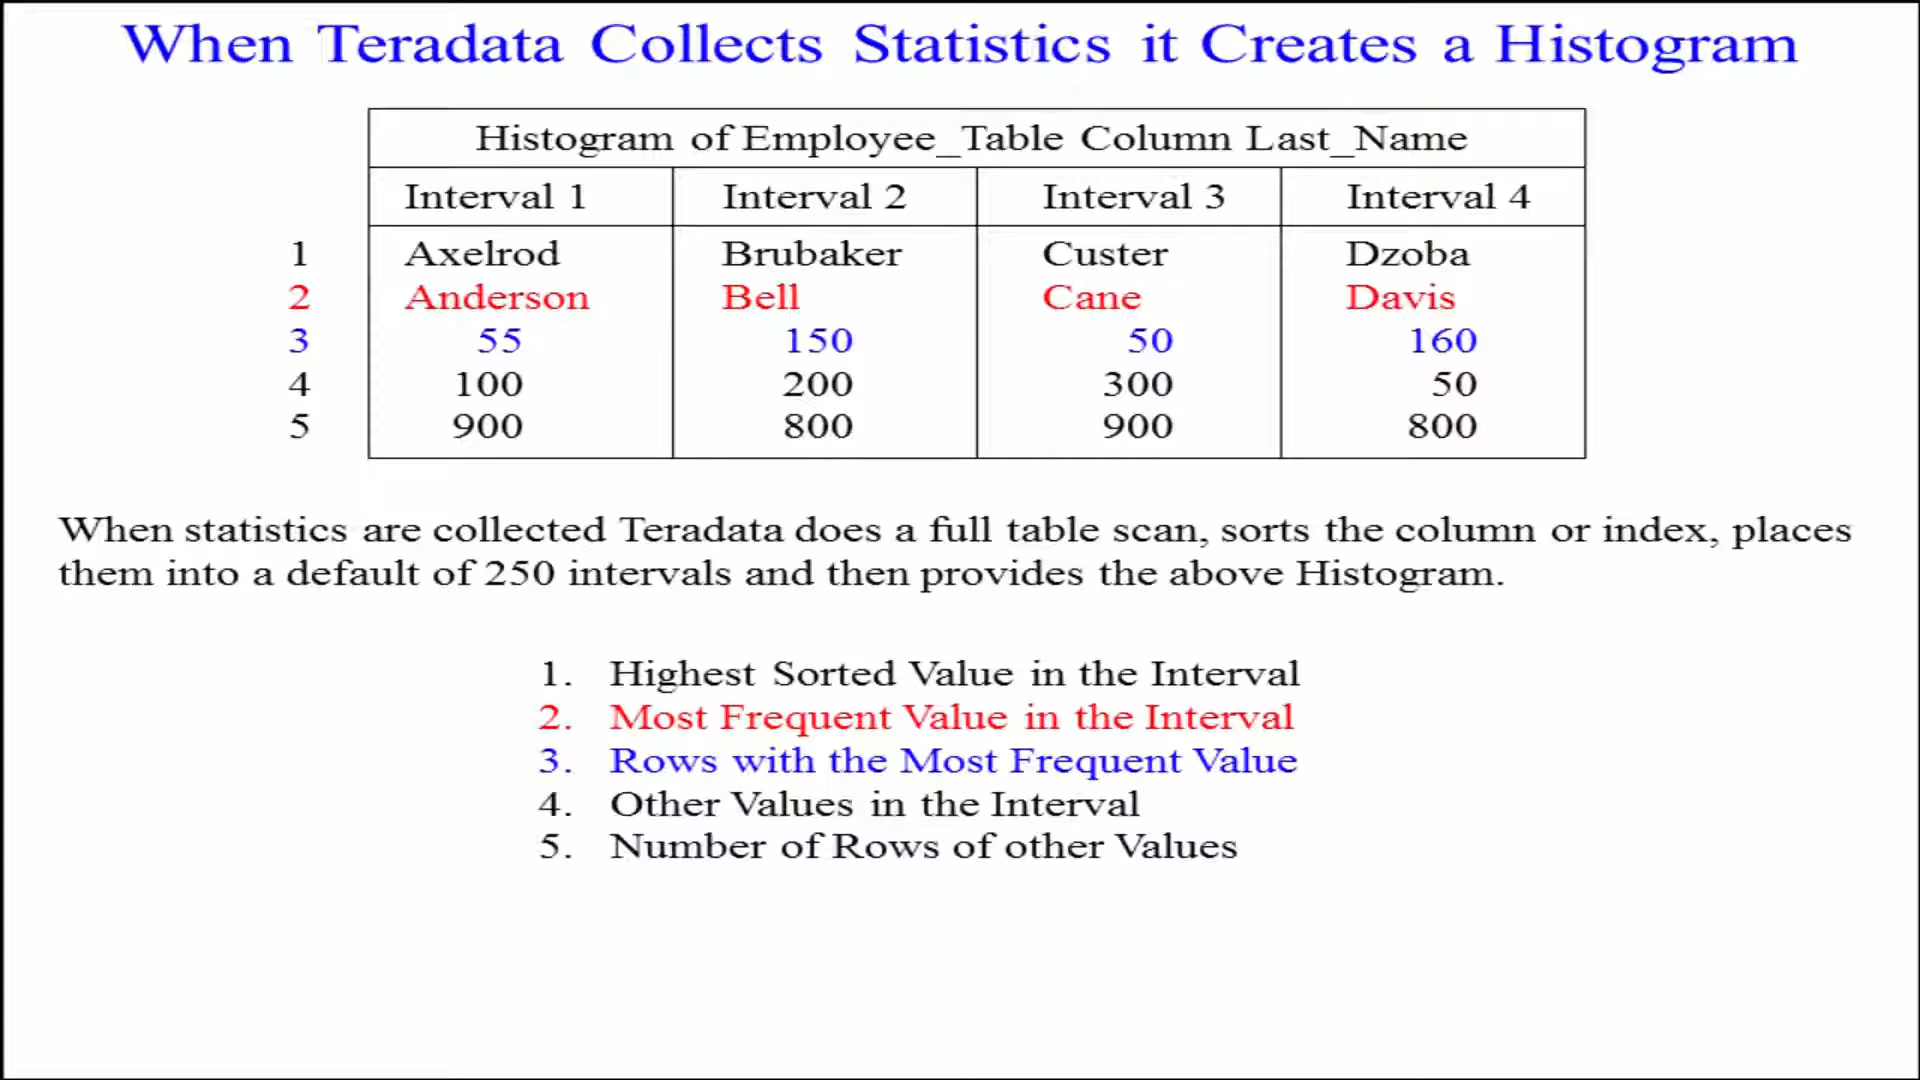 When Teradata Collects Statistics it Creates a Histogram
Histogram of Employee_Table Column Last_Name
Interval 1 Interval 2 Interval 3 Interval 4
1 Axelrod Brubaker Custer Dzoba
2 Anderson Bell Cane Davis
3 55 150 50 160
4 100 200 300 50
5 900 800 900 800
When statistics are collected Teradata does a full table scan, sorts the column or index, places
them into a default of 250 intervals and then provides the above Histogram.
1. Highest Sorted Value in the Interval
2. Most Frequent Value in the Interval
3. Rows with the Most Frequent Value
4. Other Values in the Interval
5. Number of Rows of other Values